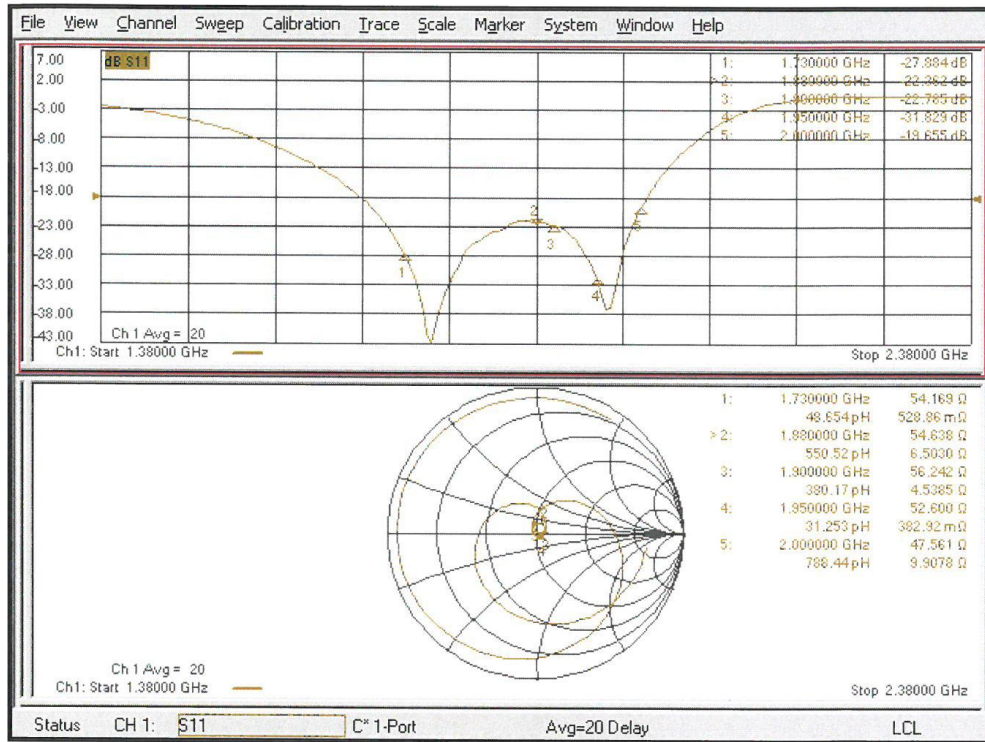 File View Channel Sweep Calibration Trace Scale Marker System Window Help
7.00
2.00
-3.00
-8.00
-13.00
-18.00
-23.00
-28.00
-33.00
-38.00
-43.00
dB S11
1: 1.730000 GHz -27.884 dB
>2: 1.880000 GHz -22.362 dB
3: 1.900000 GHz -22.785 dB
4: 1.950000 GHz -31.829 dB
5: 2.000000 GHz -19.655 dB
2
1
3
4
5
Ch 1 Avg = 20
Ch1: Start 1.38000 GHz
Stop 2.38000 GHz
1: 1.730000 GHz 54.169 Ω
48.654 pH 528.86 mΩ
>2: 1.880000 GHz 54.638 Ω
550.52 pH 6.5030 Ω
3: 1.900000 GHz 56.242 Ω
380.17 pH 4.5385 Ω
4: 1.950000 GHz 52.600 Ω
31.253 pH 382.92 mΩ
5: 2.000000 GHz 47.561 Ω
788.44 pH 9.9078 Ω
Ch 1 Avg = 20
Ch1: Start 1.38000 GHz
Stop 2.38000 GHz
Status CH 1: S11 C* 1-Port Avg=20 Delay LCL